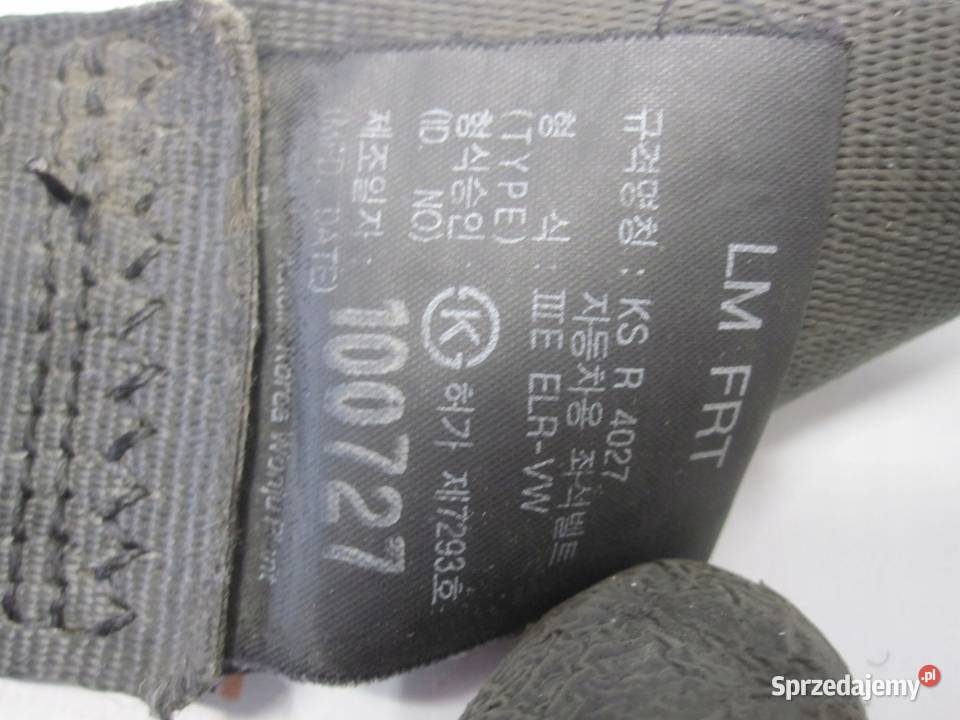 LM FRT
규격명칭 : KS R 4027
자동차용 좌석벨트
형 식 : ⅢE ELR-VW
(TYPE)
형식승인 : K 허가 제7293호
(ID. NO)
제조일자 : 100727
(MFD. DATE)
Korea
Sprzedajemy.pl